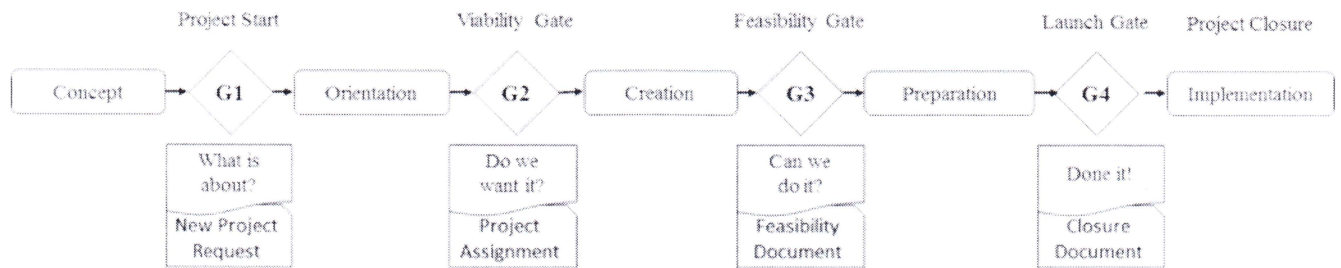 Project Start
Viability Gate
Feasibility Gate
Launch Gate
Project Closure
Concept
G1
Orientation
G2
Creation
G3
Preparation
G4
Implementation
What is
about?
New Project
Request
Do we
want it?
Project
Assignment
Can we
do it?
Feasibility
Document
Done it!
Closure
Document